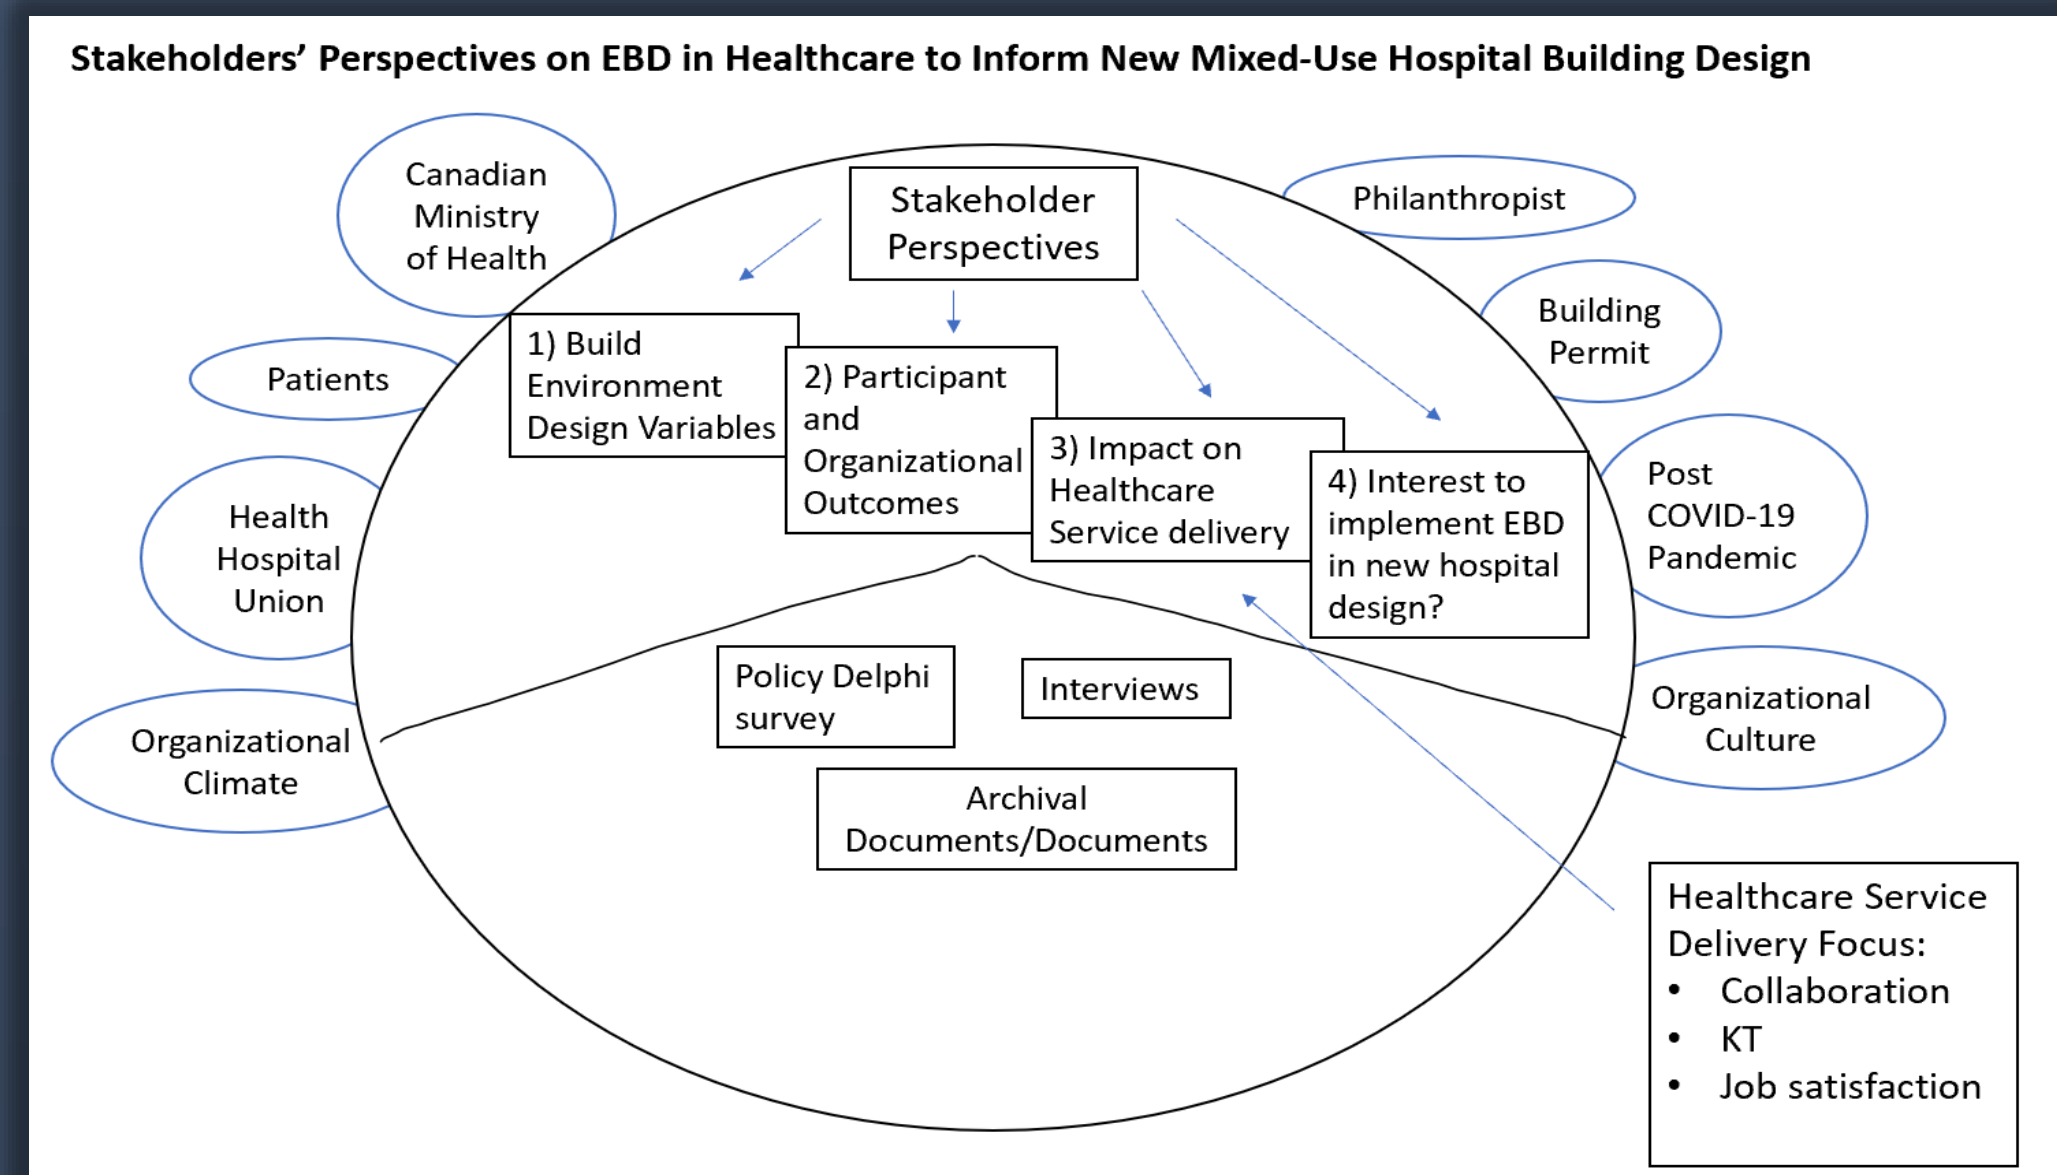 Stakeholders’ Perspectives on EBD in Healthcare to Inform New Mixed-Use Hospital Building Design
Canadian
Ministry
of Health
Patients
Health
Hospital
Union
Organizational
Climate
Stakeholder
Perspectives
1) Build
Environment
Design Variables
2) Participant
and
Organizational
Outcomes
3) Impact on
Healthcare
Service delivery
4) Interest to
implement EBD
in new hospital
design?
Policy Delphi
survey
Interviews
Archival
Documents/Documents
Philanthropist
Building
Permit
Post
COVID-19
Pandemic
Organizational
Culture
Healthcare Service
Delivery Focus:
• Collaboration
• KT
• Job satisfaction